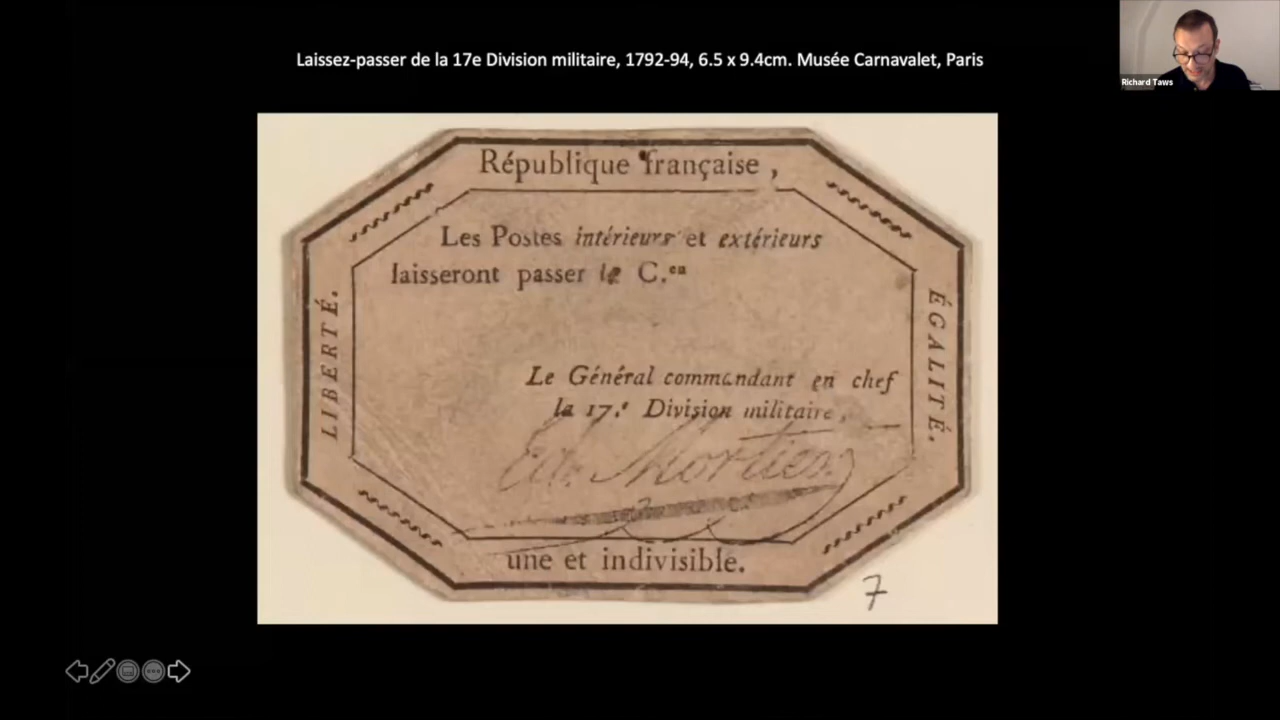 Laissez-passer de la 17e Division militaire, 1792-94, 6.5 x 9.4cm. Musée Carnavalet, Paris
Richard Taws
République française,
Les Postes intérieurs et extérieurs
laisseront passer le C.en
LIBERTÉ.
ÉGALITÉ.
Le Général commandant en chef
la 17.e Division militaire,
Ed. Mortier
une et indivisible.
7